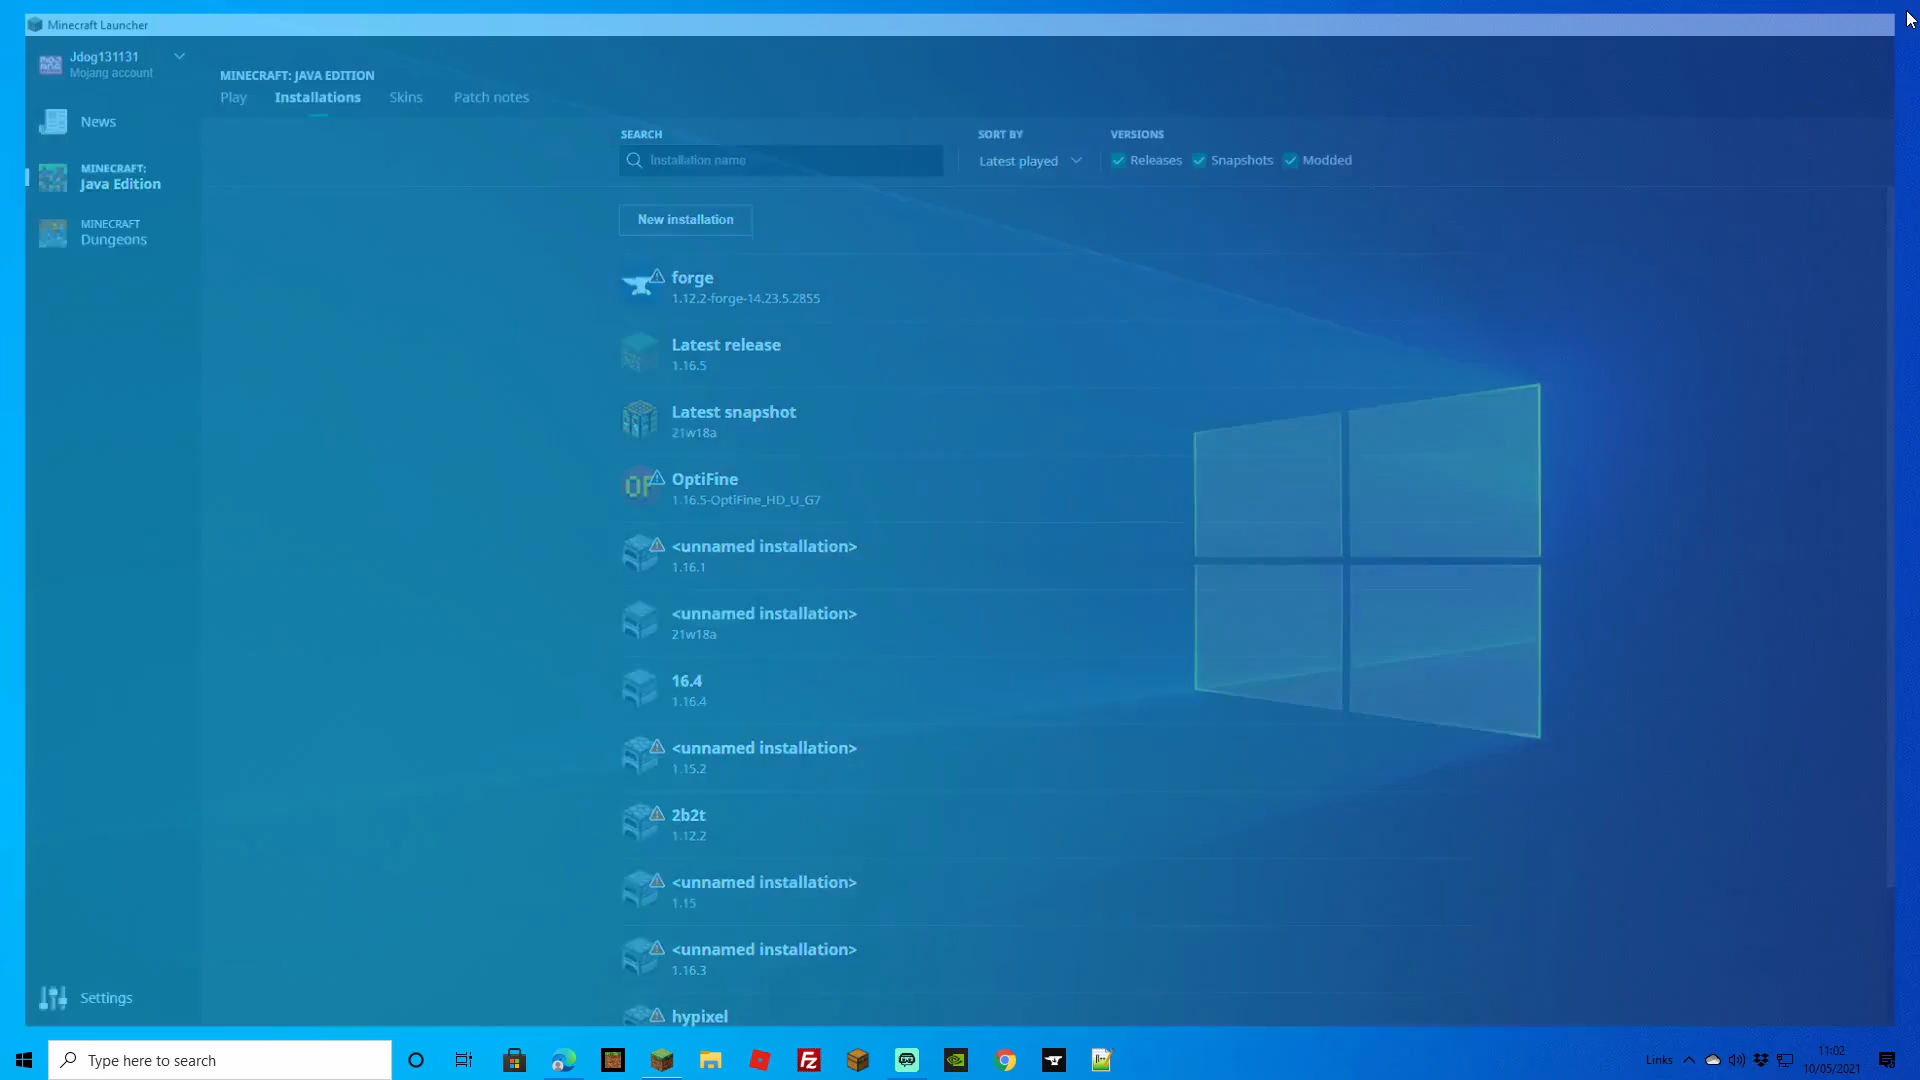 Minecraft Launcher
Jdog131131
Mojang account
MINECRAFT: JAVA EDITION
Play Installations Skins Patch notes
News
MINECRAFT:
Java Edition
MINECRAFT
Dungeons
SEARCH SORT BY VERSIONS
Installation name Latest played Releases Snapshots Modded
New installation
forge
1.12.2-forge-14.23.5.2855
Latest release
1.16.5
Latest snapshot
21w18a
OF OptiFine
1.16.5-OptiFine_HD_U_G7
<unnamed installation>
1.16.1
<unnamed installation>
21w18a
16.4
1.16.4
<unnamed installation>
1.15.2
2b2t
1.12.2
<unnamed installation>
1.15
<unnamed installation>
1.16.3
hypixel
Settings
Type here to search
Fz
Links
11:02
10/05/2021